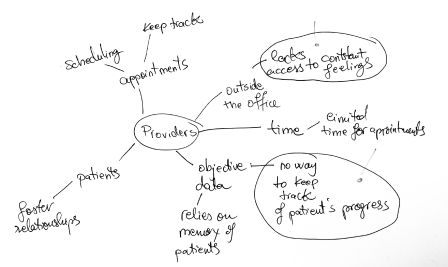 keep track
scheduling
appointments
lacks
access to constant
feelings
outside
the office
Providers
time
limited
time for apointments
patients
objective
data
no way
to keep
track
of patient's progress
foster
relationships
relies on
memory of
patients